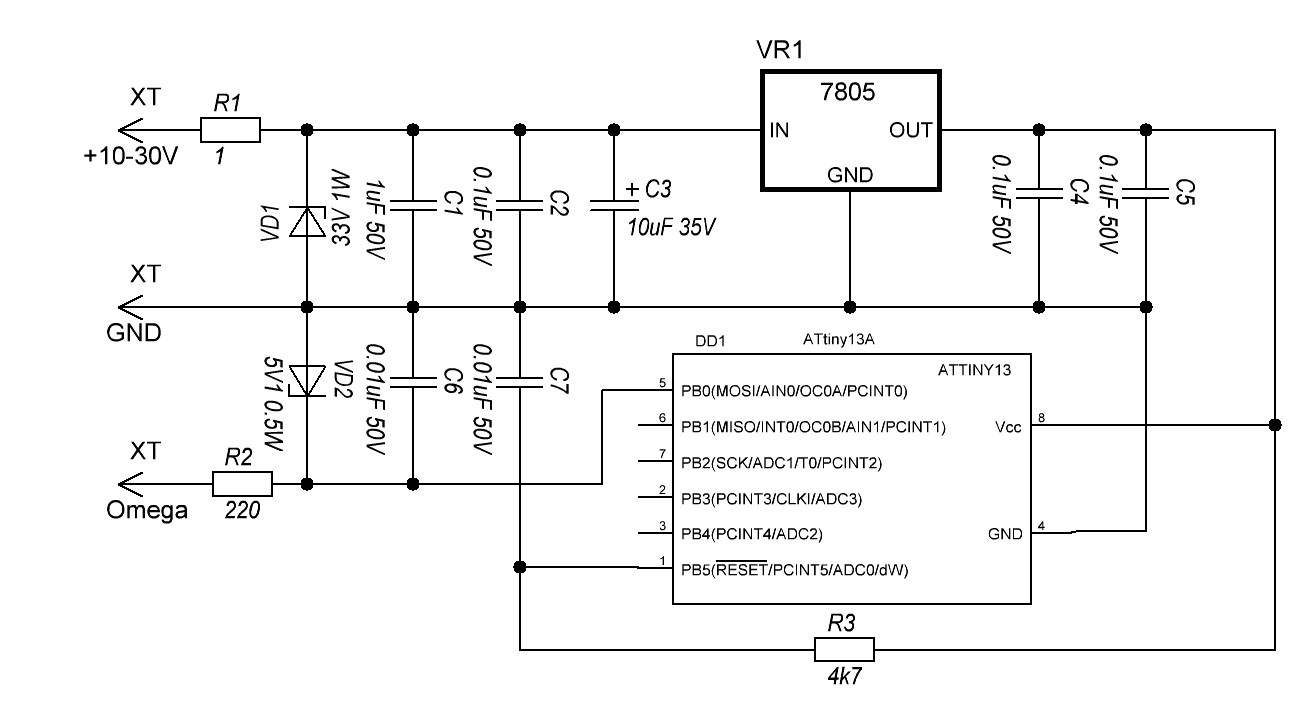 VR1
7805
IN
OUT
GND
XT
+10-30V
R1
1
VD1
33V 1W
1uF 50V
C1
0.1uF 50V
C2
+ C3
10uF 35V
0.1uF 50V
C4
0.1uF 50V
C5
XT
GND
5V1 0.5W
VD2
0.01uF 50V
C6
0.01uF 50V
C7
XT
Omega
R2
220
DD1
ATtiny13A
ATTINY13
5
PB0(MOSI/AIN0/OC0A/PCINT0)
6
PB1(MISO/INT0/OC0B/AIN1/PCINT1)
7
PB2(SCK/ADC1/T0/PCINT2)
2
PB3(PCINT3/CLKI/ADC3)
3
PB4(PCINT4/ADC2)
1
PB5(RESET/PCINT5/ADC0/dW)
Vcc
8
GND
4
R3
4k7